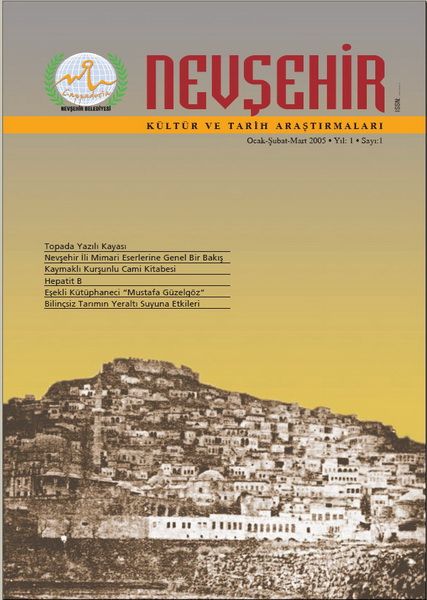 NEVŞEHİR
ISSN: ......
Cappadocia
NEVŞEHİR BELEDİYESİ
KÜLTÜR VE TARİH ARAŞTIRMALARI
Ocak-Şubat-Mart 2005 • Yıl: 1 • Sayı:1
Topada Yazılı Kayası
Nevşehir İli Mimari Eserlerine Genel Bir Bakış
Kaymaklı Kurşunlu Cami Kitabesi
Hepatit B
Eşekli Kütüphaneci "Mustafa Güzelgöz"
Bilinçsiz Tarımın Yeraltı Suyuna Etkileri